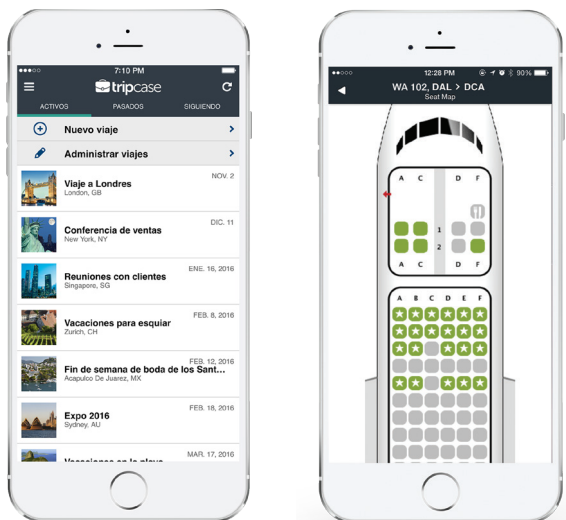 7:10 PM
tripcase
ACTIVOS PASADOS SIGUIENDO
Nuevo viaje
Administrar viajes
NOV. 2
Viaje a Londres
London, GB
DIC. 11
Conferencia de ventas
New York, NY
ENE. 16, 2016
Reuniones con clientes
Singapore, SG
FEB. 8, 2016
Vacaciones para esquiar
Zurich, CH
FEB. 12, 2016
Fin de semana de boda de los Sant...
Acapulco De Juarez, MX
FEB. 18, 2016
Expo 2016
Sydney, AU
MAR. 17, 2016
Vacaciones en la playa
12:28 PM 90%
WA 102, DAL > DCA
Seat Map
A C D F
1
2
A C D F
A B C D E F